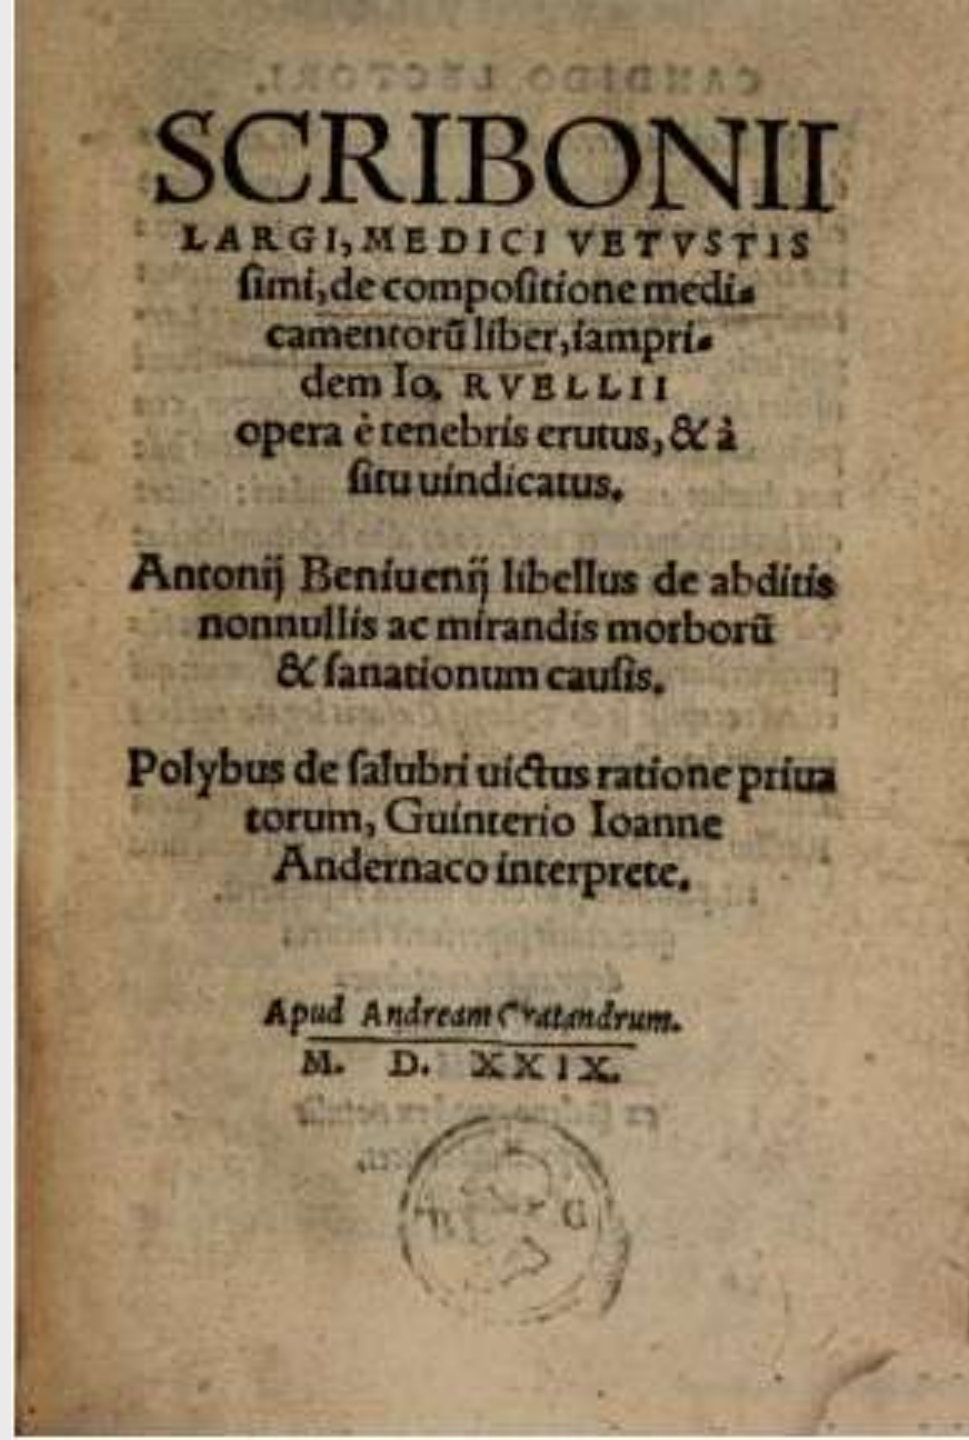 SCRIBONII
LARGI, MEDICI VETVSTIS
ſimi, de compoſitione medi-
camentorũ liber, iampri-
dem Io. RVELLII
opera è tenebris erutus, & à
ſitu uindicatus.
Antonij Beniuenij libellus de abditis
nonnullis ac mirandis morborũ
& ſanationum cauſis.
Polybus de ſalubri uictus ratione priua
torum, Guinterio Ioanne
Andernaco interprete.
Apud Andream Cratandrum.
M. D. XXIX.